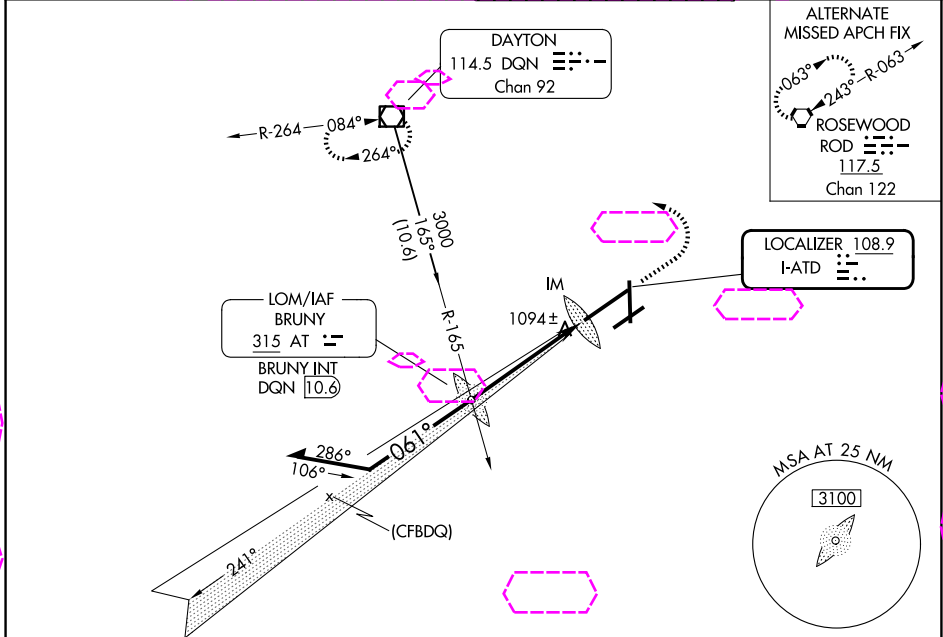 ALTERNATE
MISSED APCH FIX
063°
243°
R-063
ROSEWOOD
ROD
117.5
Chan 122
DAYTON
114.5 DQN
Chan 92
R-264
084°
264°
3000
165°
(10.6)
R-165
LOCALIZER 108.9
I-ATD
IM
1094±
LOM/IAF
BRUNY
315 AT
BRUNY INT
DQN 10.6
061°
286°
106°
(CFBDQ)
241°
MSA AT 25 NM
3100